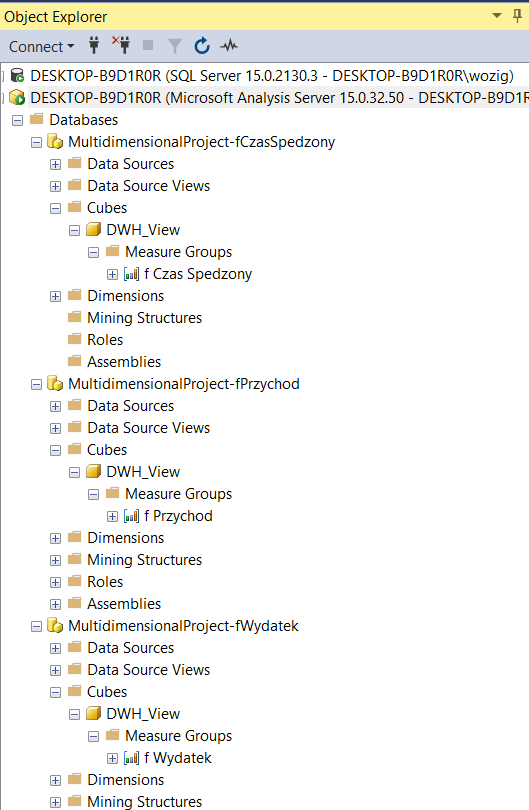 Object Explorer
Connect
DESKTOP-B9D1R0R (SQL Server 15.0.2130.3 - DESKTOP-B9D1R0R\wozig)
DESKTOP-B9D1R0R (Microsoft Analysis Server 15.0.32.50 - DESKTOP-B9D1R
Databases
MultidimensionalProject-fCzasSpedzony
Data Sources
Data Source Views
Cubes
DWH_View
Measure Groups
f Czas Spedzony
Dimensions
Mining Structures
Roles
Assemblies
MultidimensionalProject-fPrzychod
Data Sources
Data Source Views
Cubes
DWH_View
Measure Groups
f Przychod
Dimensions
Mining Structures
Roles
Assemblies
MultidimensionalProject-fWydatek
Data Sources
Data Source Views
Cubes
DWH_View
Measure Groups
f Wydatek
Dimensions
Mining Structures